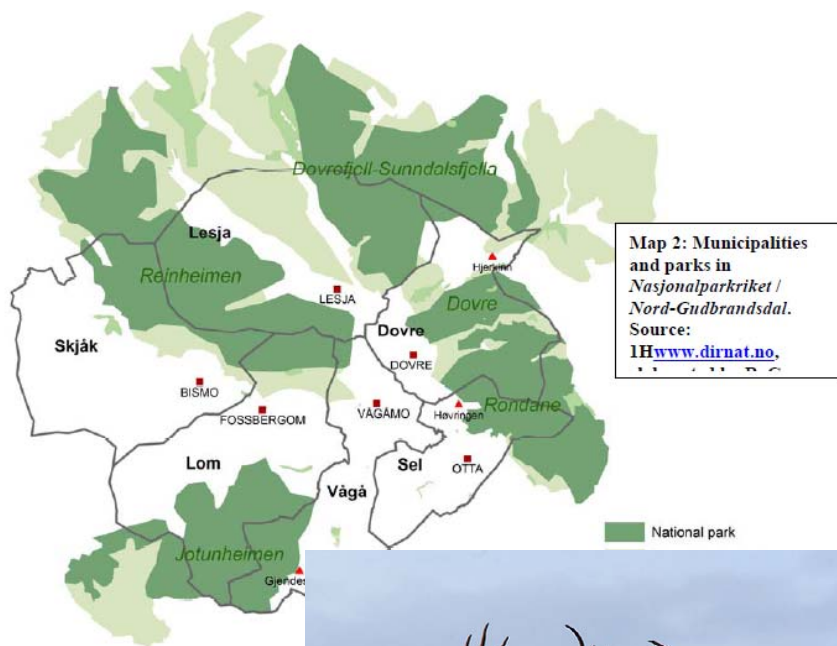 Dovrefjell-Sunndalsfjella
Lesja
Hjerkinn
Reinheimen
LESJA
Dovre
Skjåk
Dovre
DOVRE
BISMO
FOSSBERGOM
VÅGÅMO
Høvringen
Rondane
Lom
Sel
OTTA
Vågå
Jotunheimen
National park
Map 2: Municipalities
and parks in
Nasjonalparkriket /
Nord-Gudbrandsdal.
Source:
1Hwww.dirnat.no,